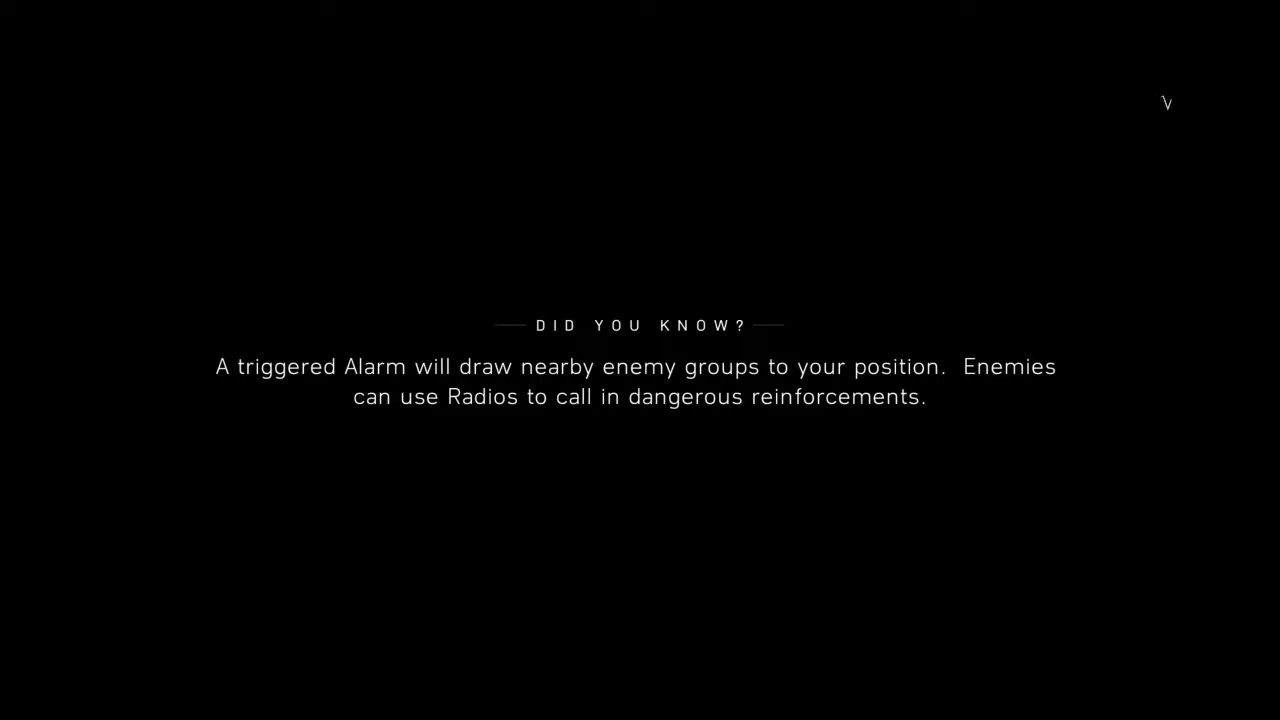 DID YOU KNOW?
A triggered Alarm will draw nearby enemy groups to your position.  Enemies
can use Radios to call in dangerous reinforcements.